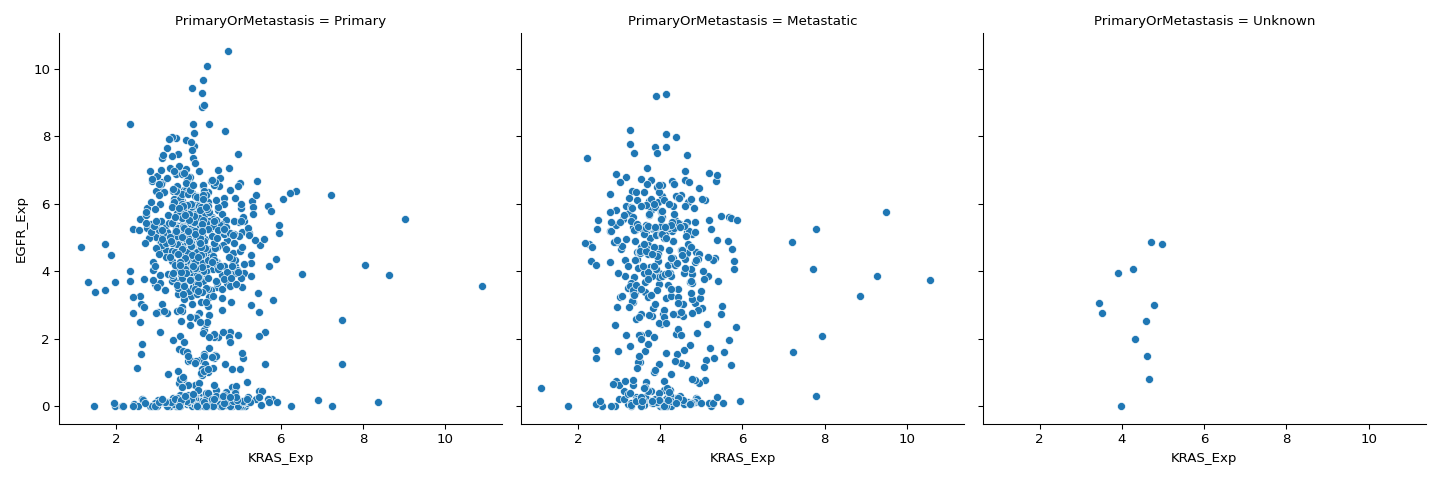 PrimaryOrMetastasis = Primary
PrimaryOrMetastasis = Metastatic
PrimaryOrMetastasis = Unknown
EGFR_Exp
10
8
6
4
2
0
2 4 6 8 10
2 4 6 8 10
2 4 6 8 10
KRAS_Exp
KRAS_Exp
KRAS_Exp